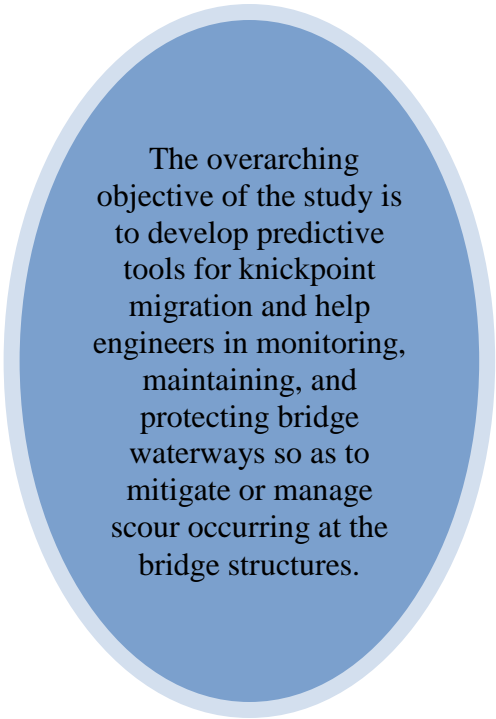 The overarching
objective of the study is
to develop predictive
tools for knickpoint
migration and help
engineers in monitoring,
maintaining, and
protecting bridge
waterways so as to
mitigate or manage
scour occurring at the
bridge structures.